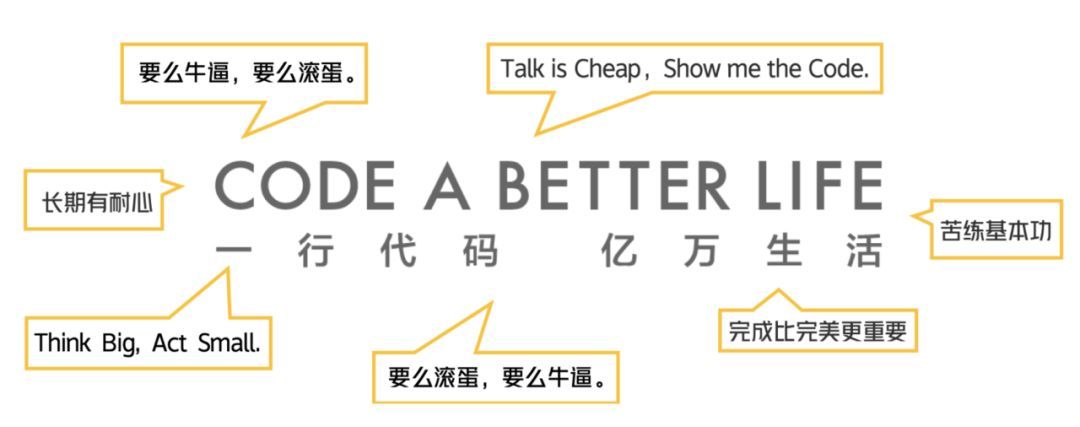 要么牛逼，要么滚蛋。
Talk is Cheap，Show me the Code.
长期有耐心
CODE A BETTER LIFE
一行代码 亿万生活
苦练基本功
Think Big, Act Small.
完成比完美更重要
要么滚蛋，要么牛逼。